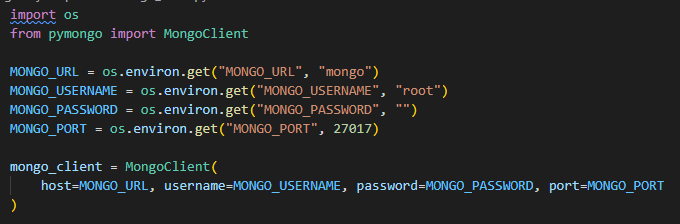 import os
from pymongo import MongoClient
MONGO_URL = os.environ.get("MONGO_URL", "mongo")
MONGO_USERNAME = os.environ.get("MONGO_USERNAME", "root")
MONGO_PASSWORD = os.environ.get("MONGO_PASSWORD", "")
MONGO_PORT = os.environ.get("MONGO_PORT", 27017)
mongo_client = MongoClient(
    host=MONGO_URL, username=MONGO_USERNAME, password=MONGO_PASSWORD, port=MONGO_PORT
)